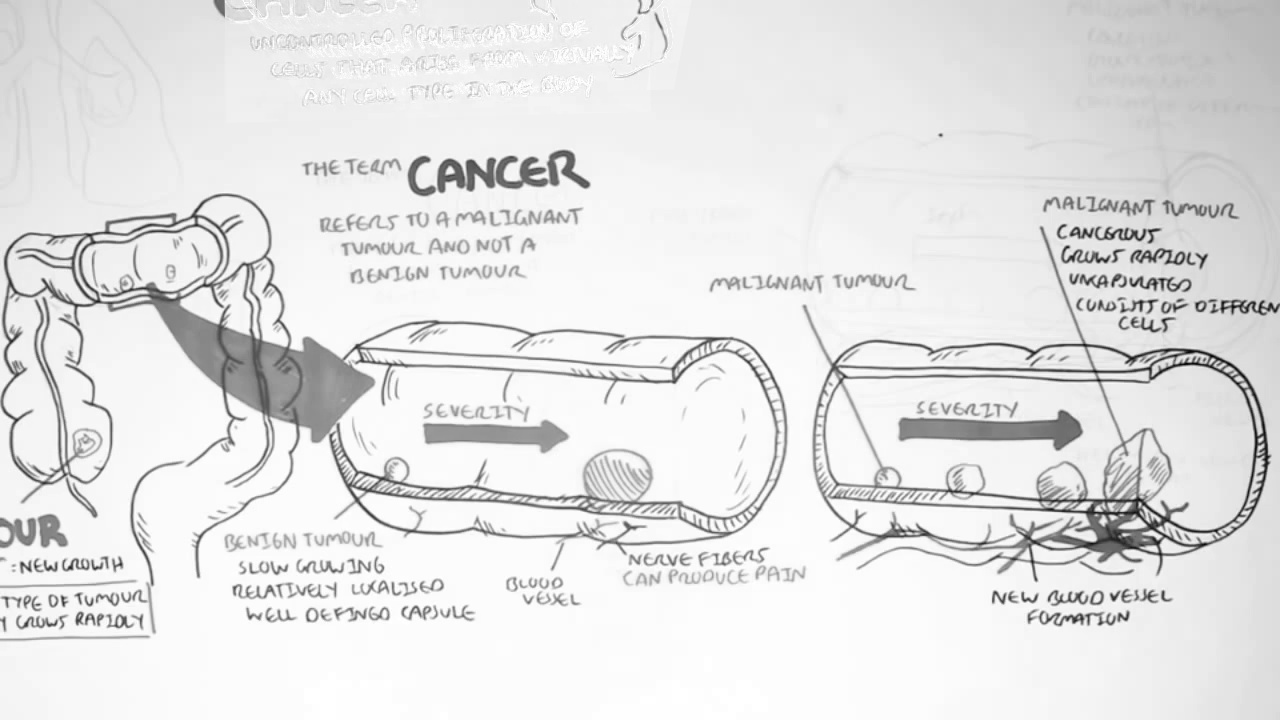 CANCER
UNCONTROLLED PROLIFERATION OF
CELLS THAT ARISE FROM VIRTUALLY
ANY CELL TYPE IN THE BODY
THE TERM CANCER
REFERS TO A MALIGNANT
TUMOUR AND NOT A
BENIGN TUMOUR
MALIGNANT TUMOUR
MALIGNANT TUMOUR
CANCEROUS
GROWS RAPIDLY
UNCAPSULATED
CONSISTS OF DIFFEREN
CELLS
SEVERITY
SEVERITY
OUR
: NEW GROWTH
TYPE OF TUMOUR
Y GROWS RAPIDLY
BENIGN TUMOUR
SLOW GROWING
RELATIVELY LOCALISED
WELL DEFINGD CAPSULE
BLOOD
VESSEL
NERVE FIBERS
CAN PRODUCE PAIN
NEW BLOOD VESSEL
FORMATION